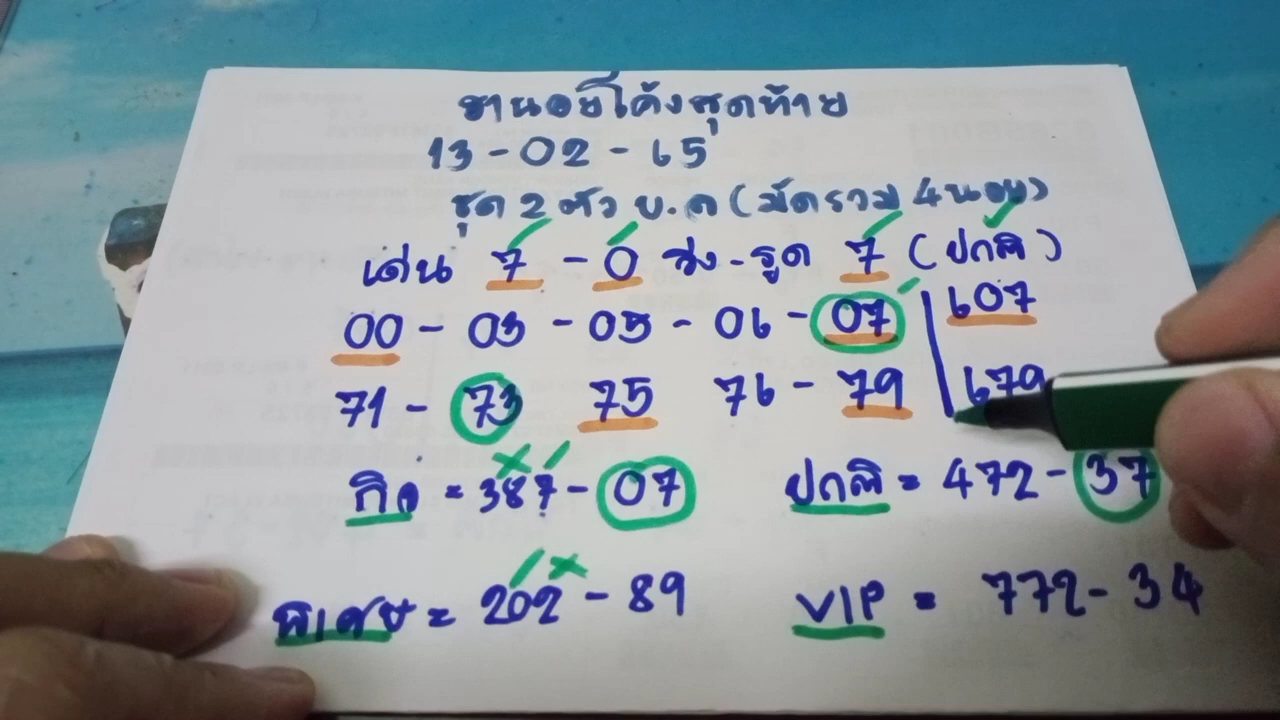 ฮานอยโค้งสุดท้าย
13-02-65
ชุด 2 ตัว บ.ล (มัดรวม 4 นอย)
เด่น 7-0 วิ่ง-รูด 7 (ปกติ)
00-03-05-06-07 | 607
71-73 75 76-79 | 679
กิจ = 387-07 ปกติ = 472-37
พิเศษ = 202-89 VIP = 772-34